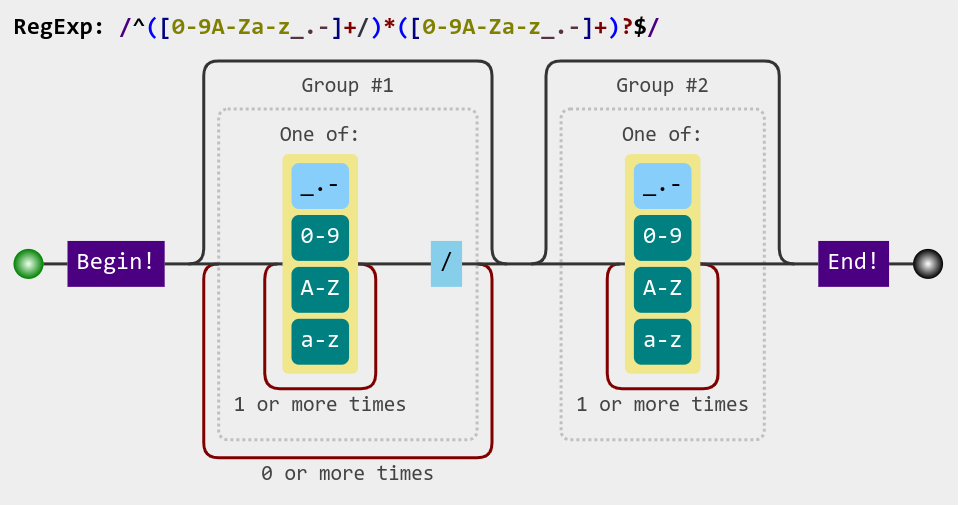 RegExp: /^([0-9A-Za-z_.-]+/)*([0-9A-Za-z_.-]+)?$/
Group #1
Group #2
One of:
One of:
_.-
_.-
0-9
0-9
Begin!
/
End!
A-Z
A-Z
a-z
a-z
1 or more times
1 or more times
0 or more times